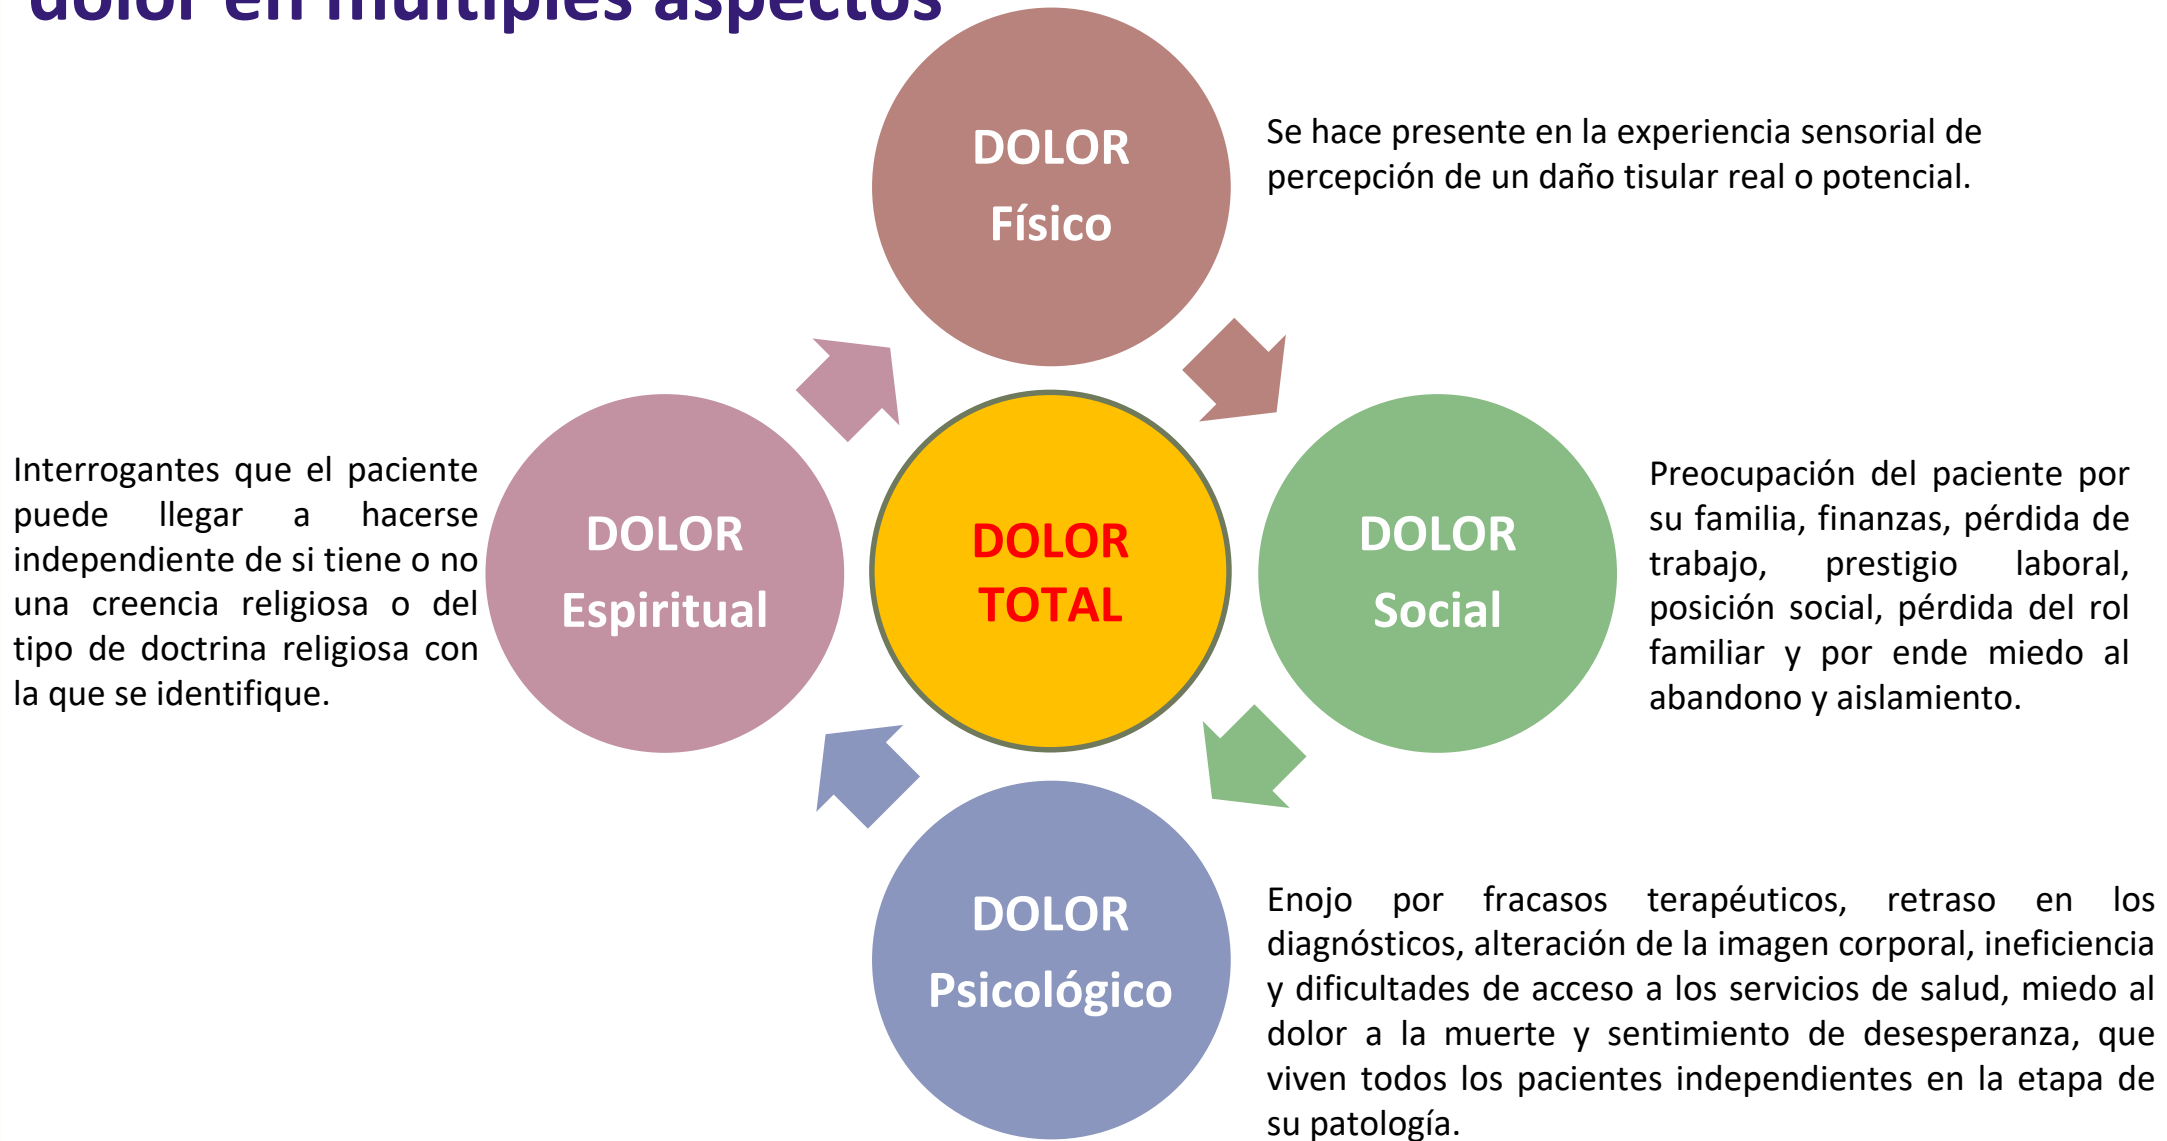 dolor en múltiples aspectos
DOLOR
Físico
Se hace presente en la experiencia sensorial de
percepción de un daño tisular real o potencial.
Interrogantes que el paciente
puede llegar a hacerse
independiente de si tiene o no
una creencia religiosa o del
tipo de doctrina religiosa con
la que se identifique.
DOLOR
Espiritual
DOLOR
TOTAL
DOLOR
Social
Preocupación del paciente por
su familia, finanzas, pérdida de
trabajo, prestigio laboral,
posición social, pérdida del rol
familiar y por ende miedo al
abandono y aislamiento.
DOLOR
Psicológico
Enojo por fracasos terapéuticos, retraso en los
diagnósticos, alteración de la imagen corporal, ineficiencia
y dificultades de acceso a los servicios de salud, miedo al
dolor a la muerte y sentimiento de desesperanza, que
viven todos los pacientes independientes en la etapa de
su patología.